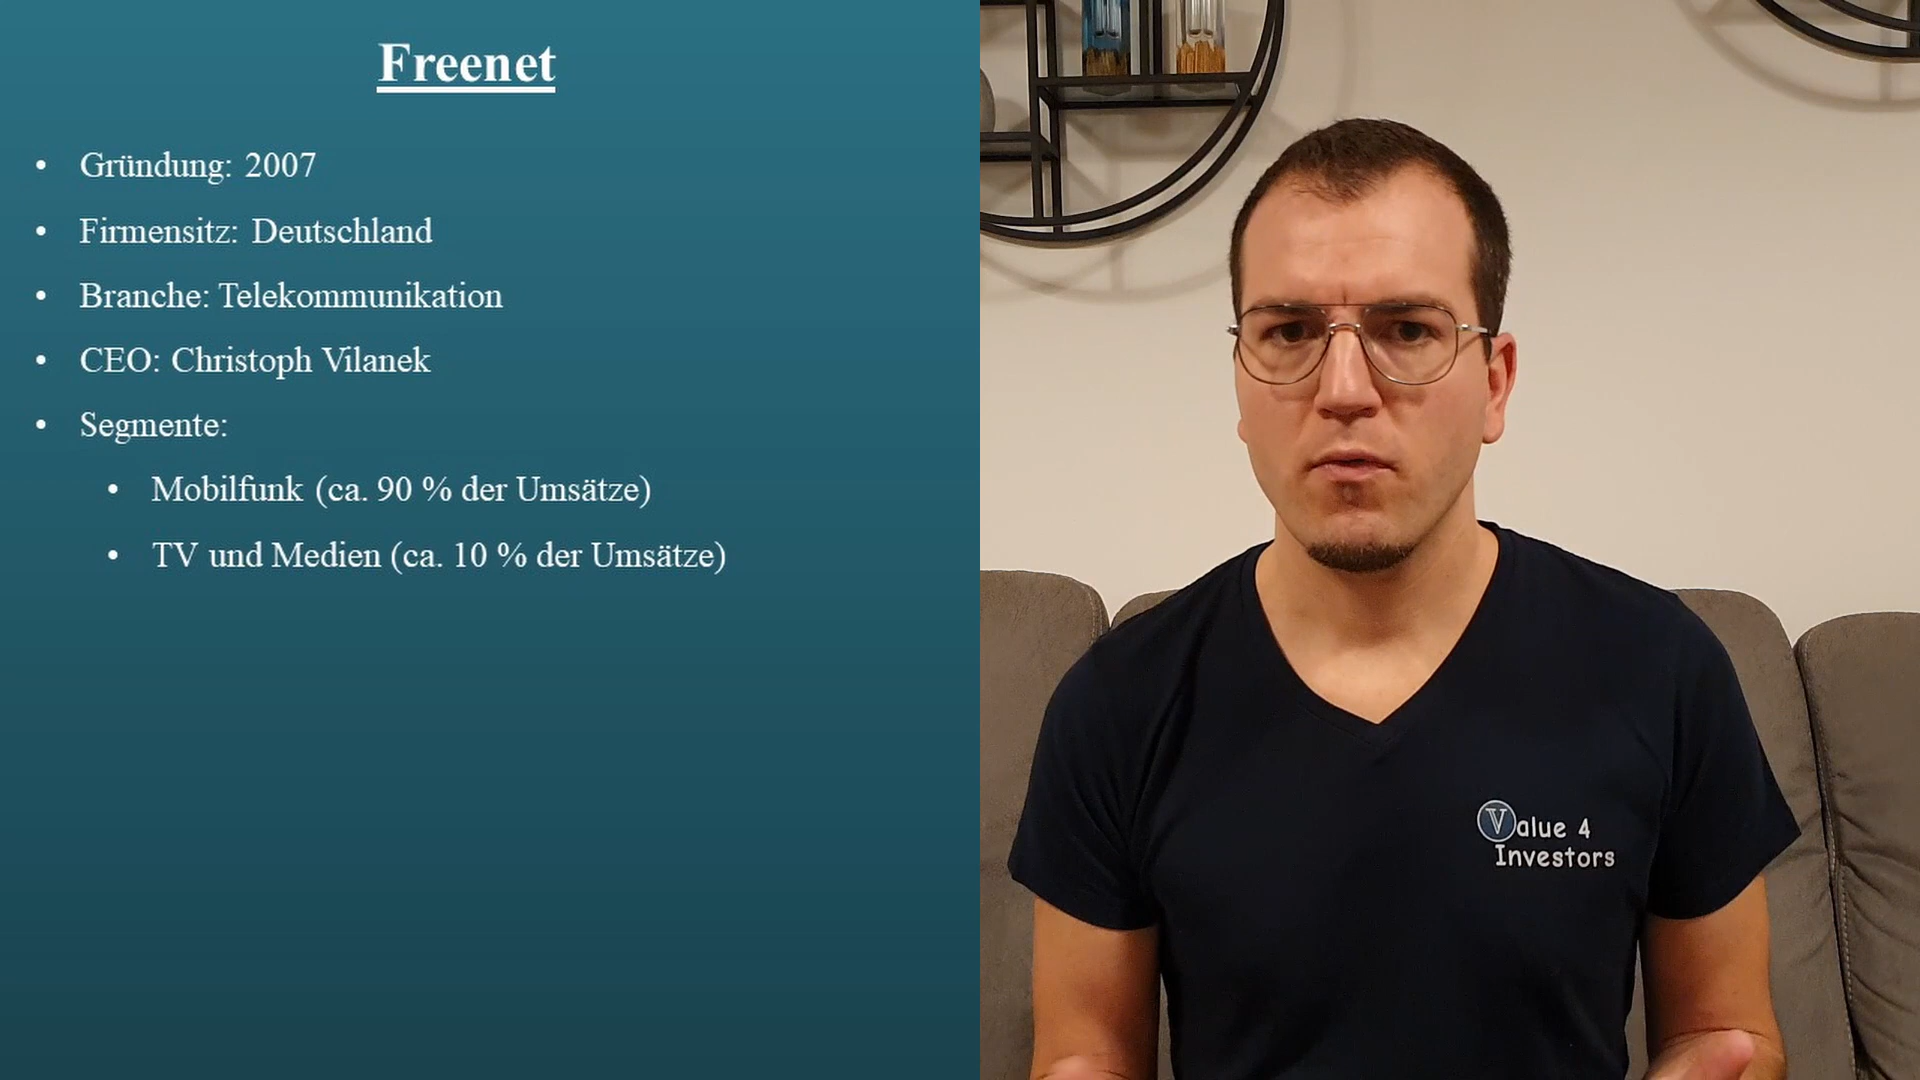 Freenet
• Gründung: 2007
• Firmensitz: Deutschland
• Branche: Telekommunikation
• CEO: Christoph Vilanek
• Segmente:
• Mobilfunk (ca. 90 % der Umsätze)
• TV und Medien (ca. 10 % der Umsätze)
Value 4
Investors